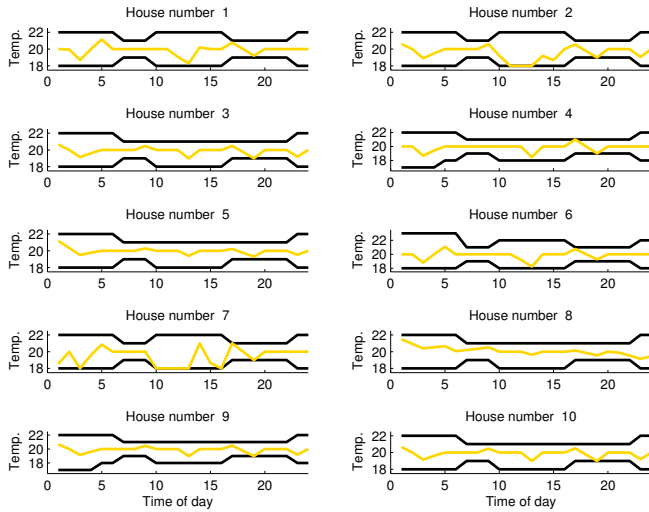 House number 1
House number 2
Temp.
22
20
18
0 5 10 15 20
Temp.
22
20
18
0 5 10 15 20
House number 3
House number 4
Temp.
22
20
18
0 5 10 15 20
Temp.
22
20
18
0 5 10 15 20
House number 5
House number 6
Temp.
22
20
18
0 5 10 15 20
Temp.
22
20
18
0 5 10 15 20
House number 7
House number 8
Temp.
22
20
18
0 5 10 15 20
Temp.
22
20
18
0 5 10 15 20
House number 9
House number 10
Temp.
22
20
18
0 5 10 15 20
Time of day
Temp.
22
20
18
0 5 10 15 20
Time of day